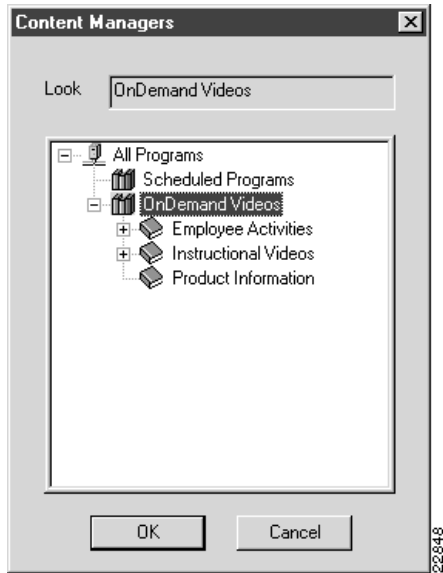 Content Managers
Look OnDemand Videos
All Programs
Scheduled Programs
OnDemand Videos
Employee Activities
Instructional Videos
Product Information
OK Cancel
22848